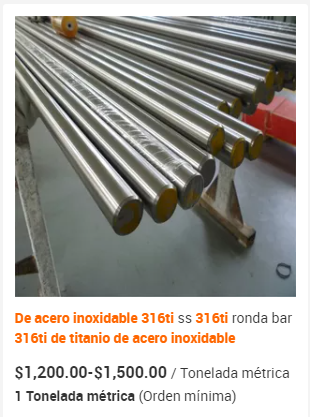 De acero inoxidable 316ti ss 316ti ronda bar
316ti de titanio de acero inoxidable
$1,200.00-$1,500.00 / Tonelada métrica
1 Tonelada métrica (Orden mínima)